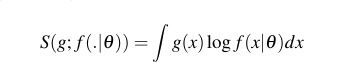 S(g; f(.|θ)) = ∫ g(x) log f(x|θ)dx